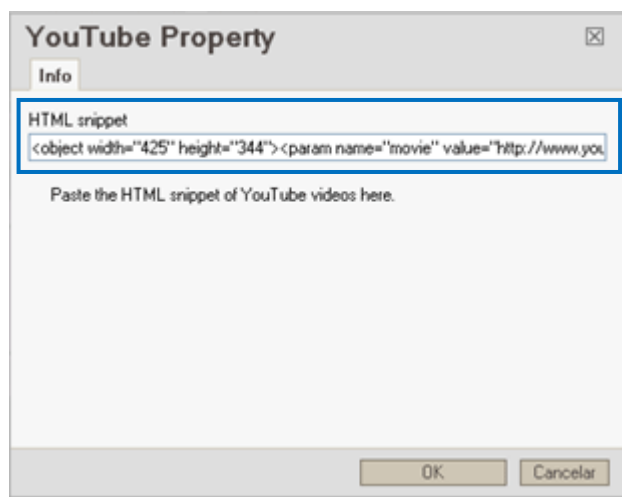 YouTube Property
Info
HTML snippet
<object width="425" height="344"><param name="movie" value="http://www.you
Paste the HTML snippet of YouTube videos here.
OK Cancelar